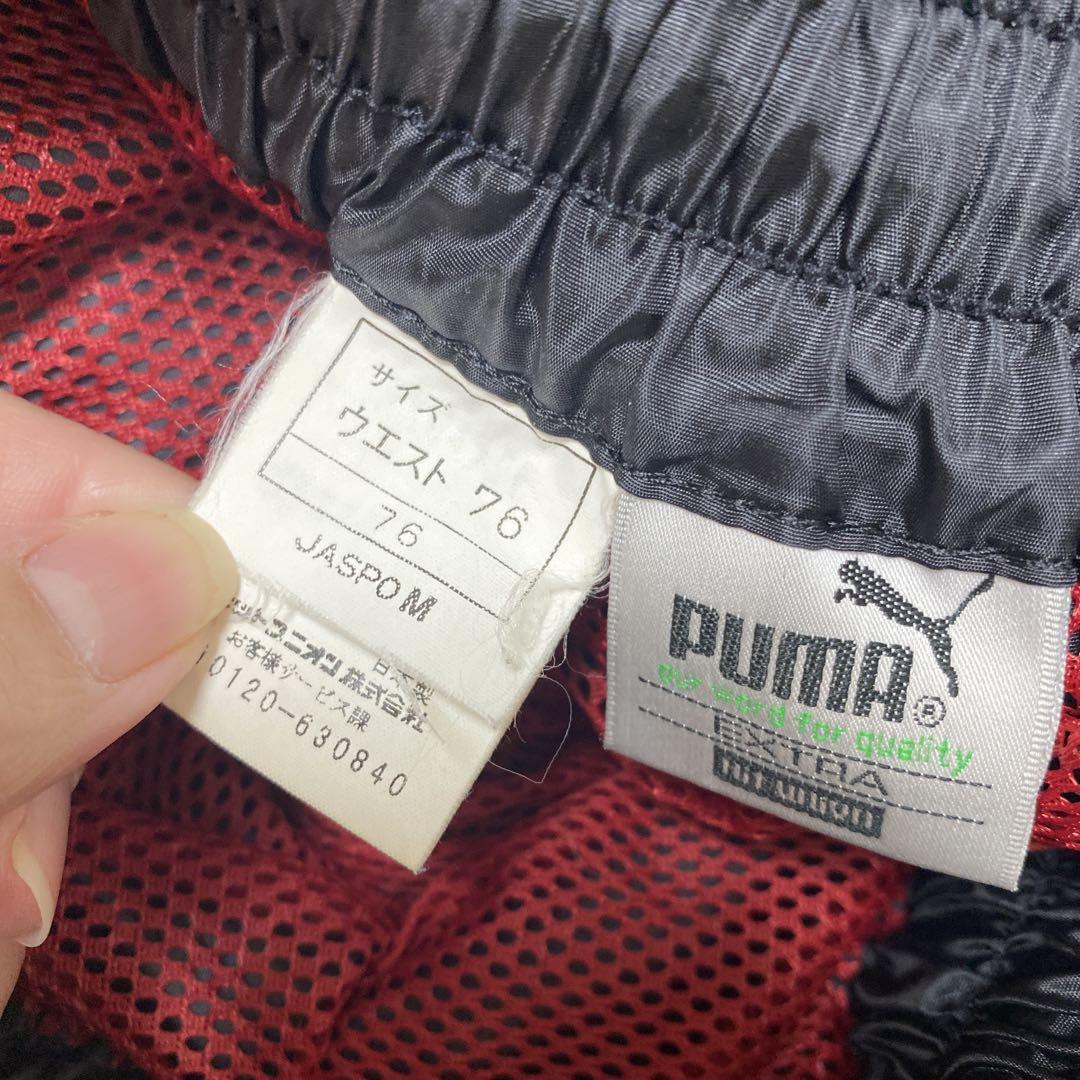 サイズ
ウエスト 76
76
JASPO M
日本製
ユニオン株式会社
お客様サービス課
0120-630840
PUMA®
our word for quality
EXTRA